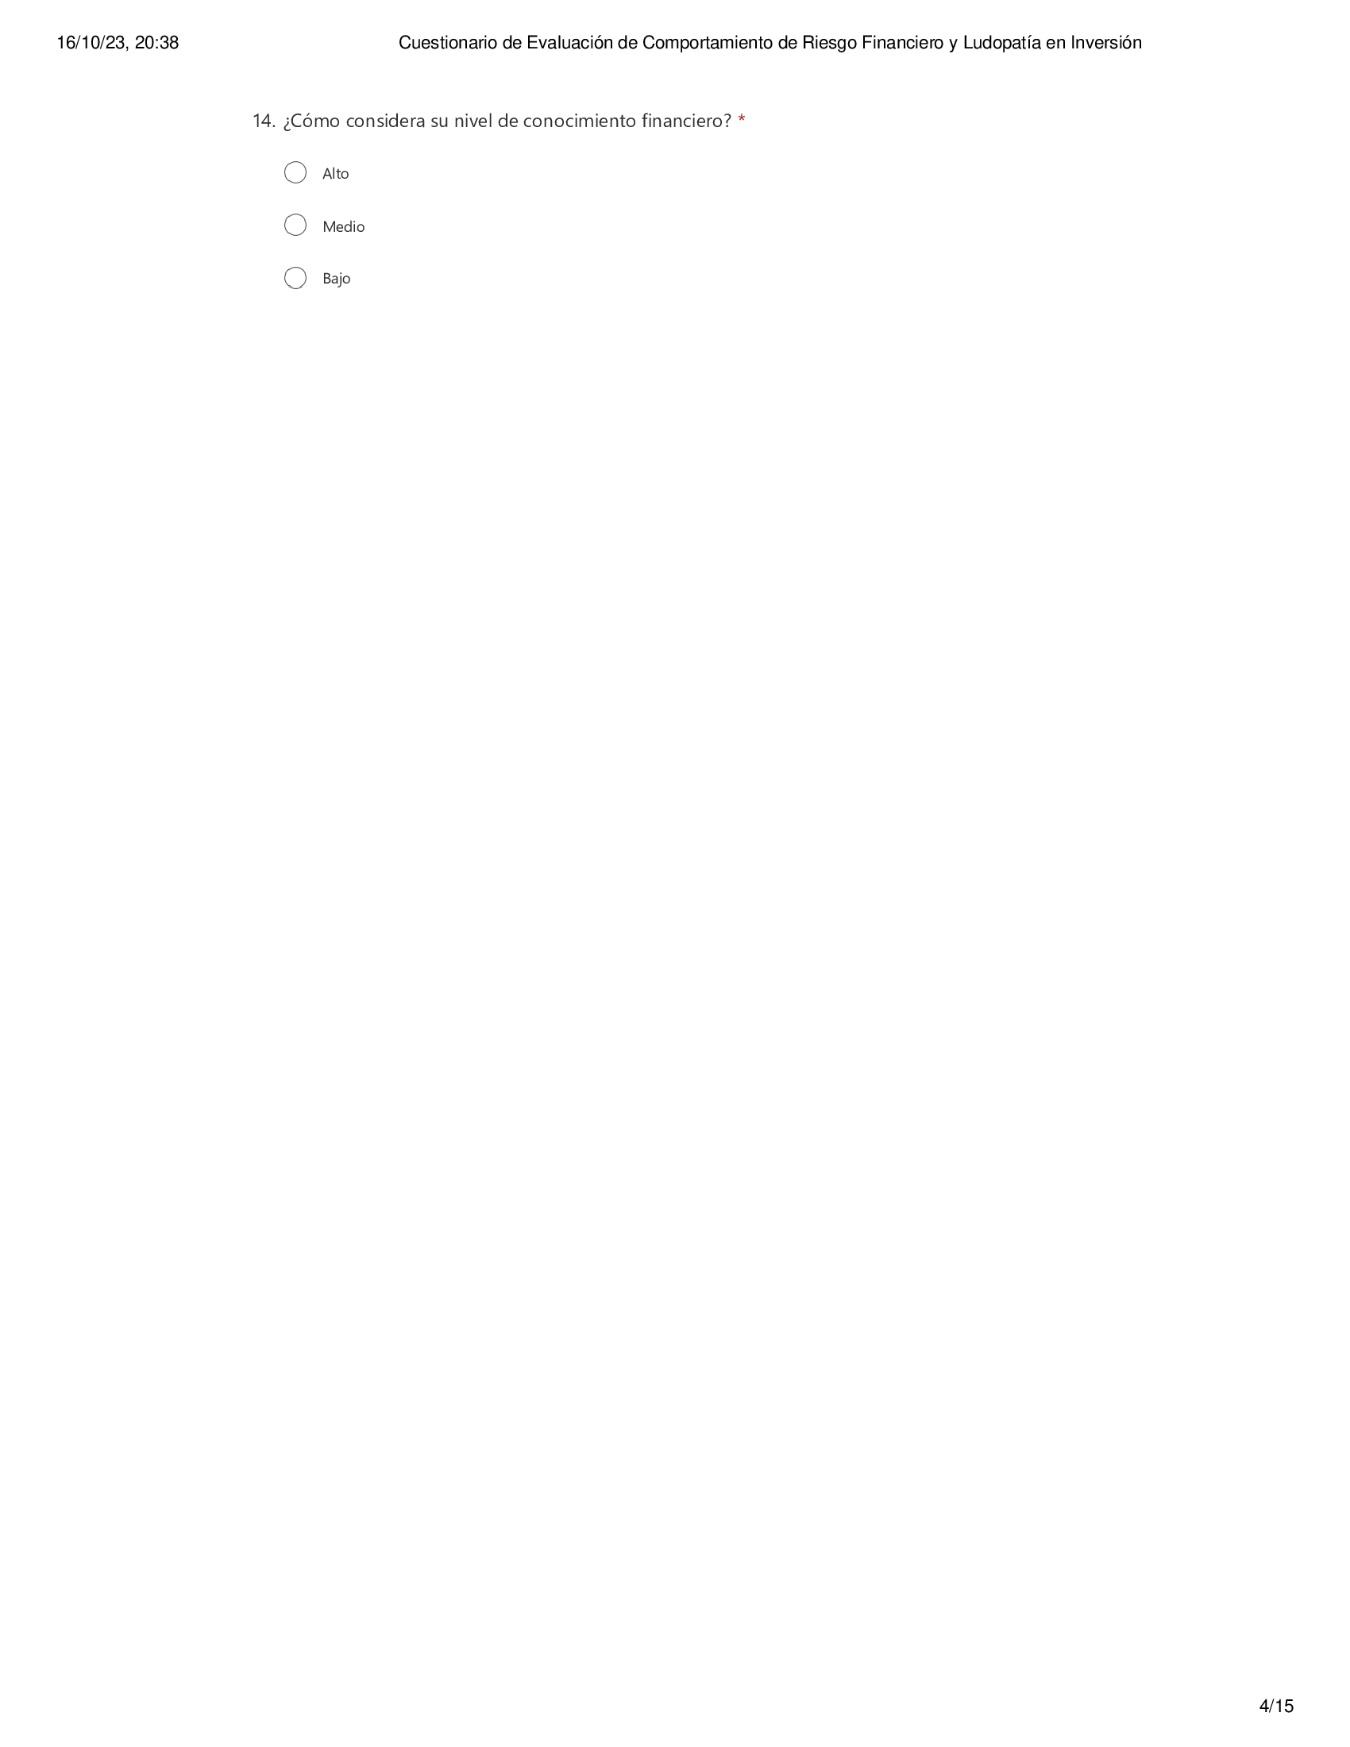 16/10/23, 20:38 Cuestionario de Evaluación de Comportamiento de Riesgo Financiero y Ludopatía en Inversión
14. ¿Cómo considera su nivel de conocimiento financiero? *
Alto
Medio
Bajo
4/15